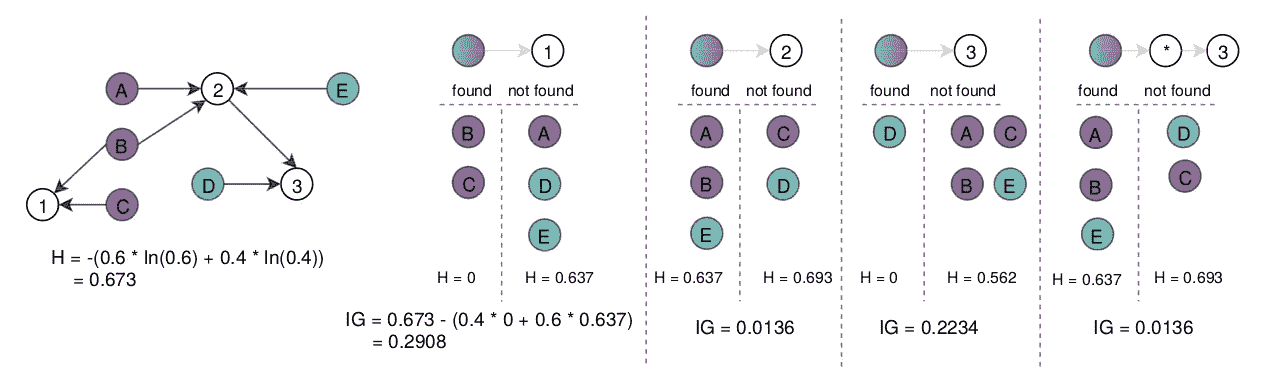 A
2
E
B
D
3
1
C
H = -(0.6 * ln(0.6) + 0.4 * ln(0.4))
= 0.673
1
found not found
B A
C D
E
H = 0 H = 0.637
IG = 0.673 - (0.4 * 0 + 0.6 * 0.637)
= 0.2908
2
found not found
A C
B D
E
H = 0.637 H = 0.693
IG = 0.0136
3
found not found
D A C
B E
H = 0 H = 0.562
IG = 0.2234
* 3
found not found
A D
B C
E
H = 0.637 H = 0.693
IG = 0.0136